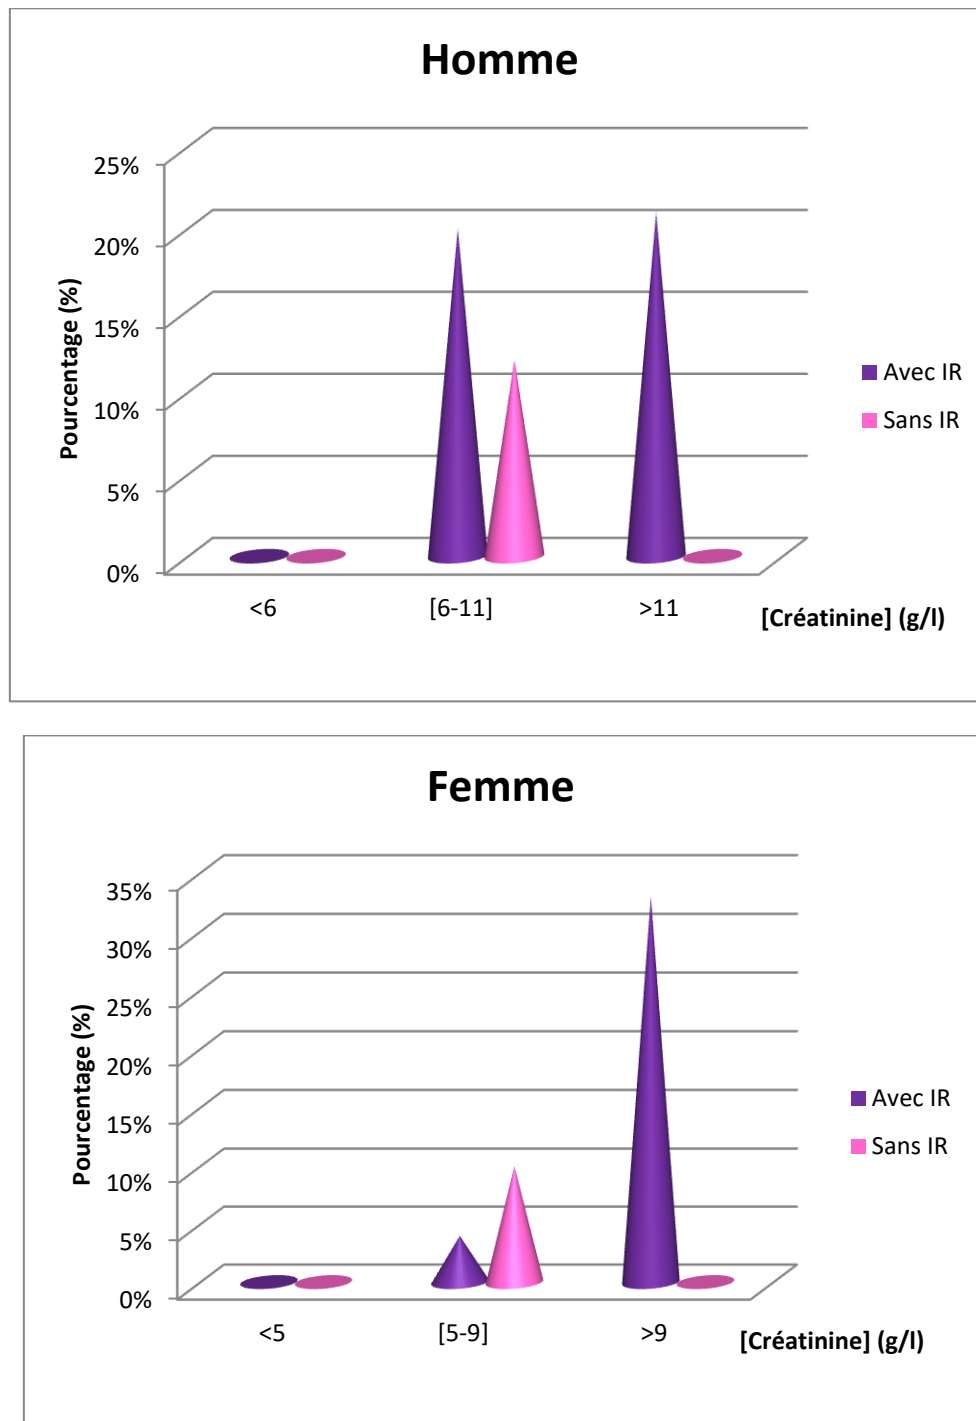 Homme
25%
20%
15%
10%
5%
0%
Pourcentage (%)
<6
[6-11]
>11
[Créatinine] (g/l)
Avec IR
Sans IR
Femme
35%
30%
25%
20%
15%
10%
5%
0%
Pourcentage (%)
<5
[5-9]
>9
[Créatinine] (g/l)
Avec IR
Sans IR